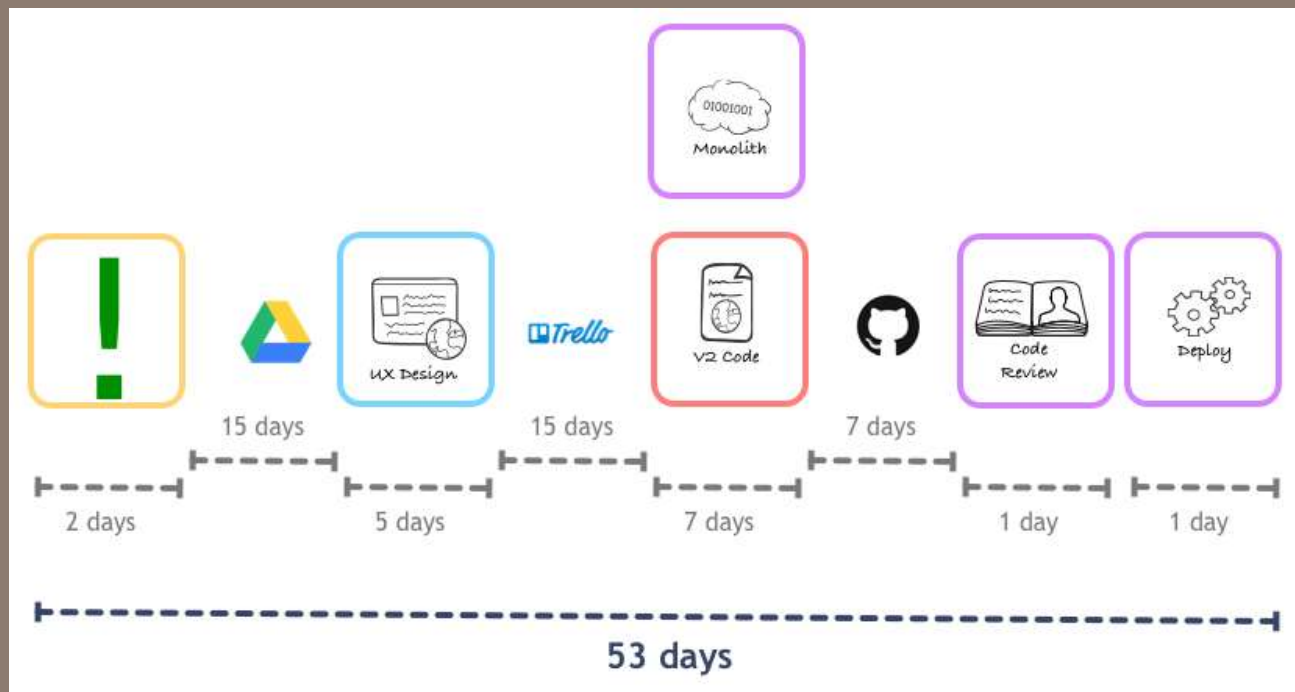 01001001
Monolith
!
UX Design
Trello
V2 Code
Code
Review
Deploy
15 days
15 days
7 days
2 days
5 days
7 days
1 day
1 day
53 days